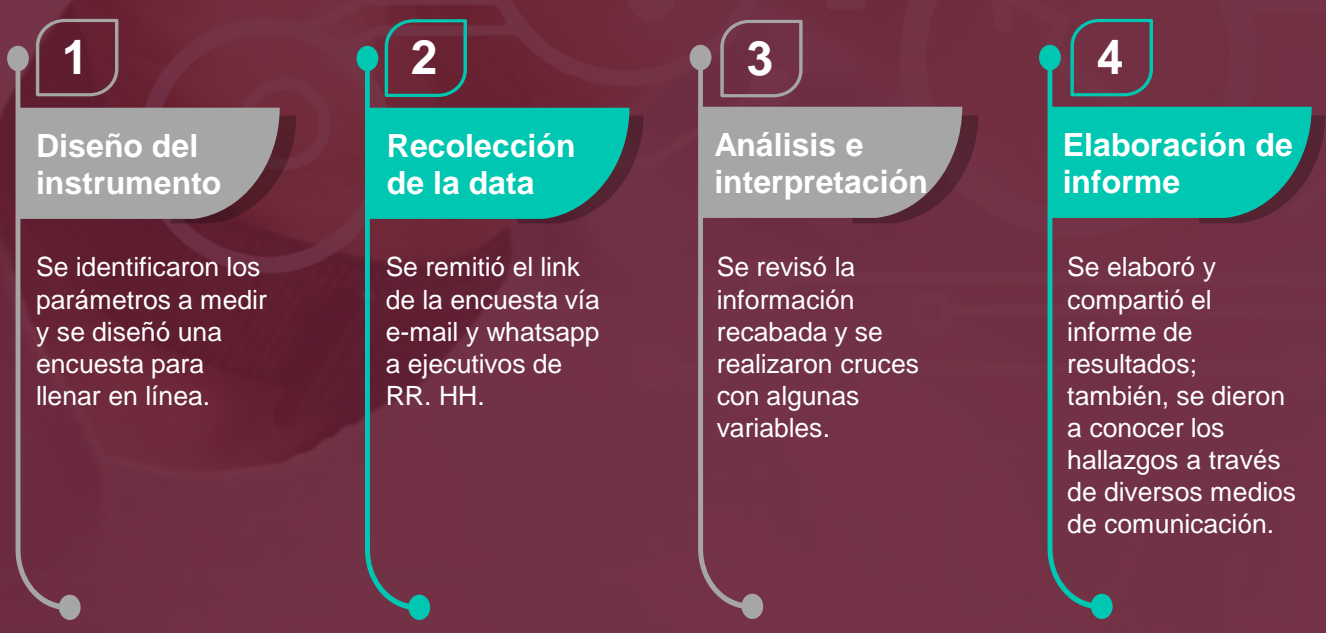 1
Diseño del
instrumento
Se identificaron los
parámetros a medir
y se diseñó una
encuesta para
llenar en línea.
2
Recolección
de la data
Se remitió el link
de la encuesta vía
e-mail y whatsapp
a ejecutivos de
RR. HH.
3
Análisis e
interpretación
Se revisó la
información
recabada y se
realizaron cruces
con algunas
variables.
4
Elaboración de
informe
Se elaboró y
compartió el
informe de
resultados;
también, se dieron
a conocer los
hallazgos a través
de diversos medios
de comunicación.